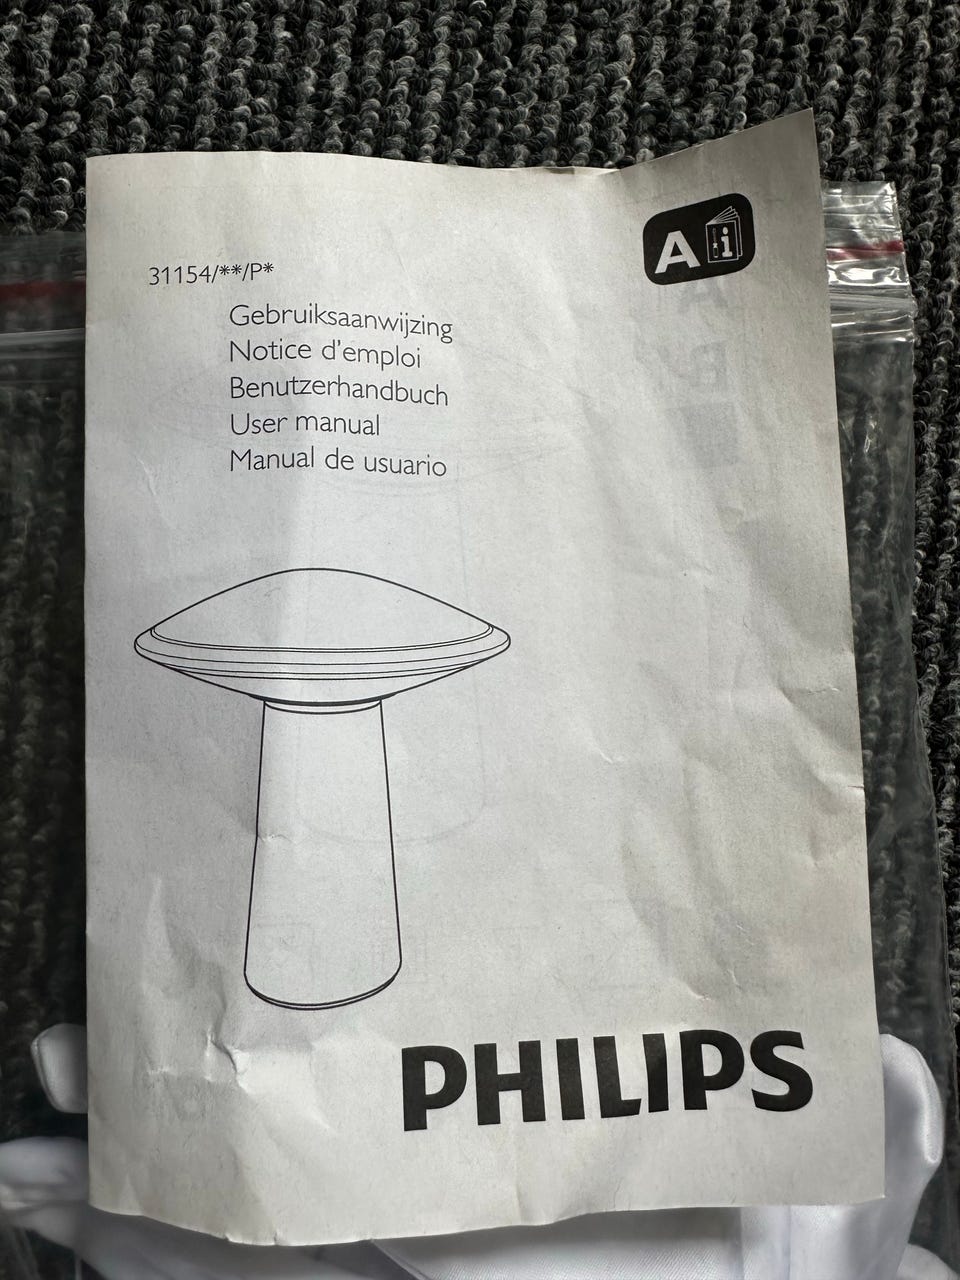 A i
31154/**/P*
Gebruiksaanwijzing
Notice d'emploi
Benutzerhandbuch
User manual
Manual de usuario
PHILIPS